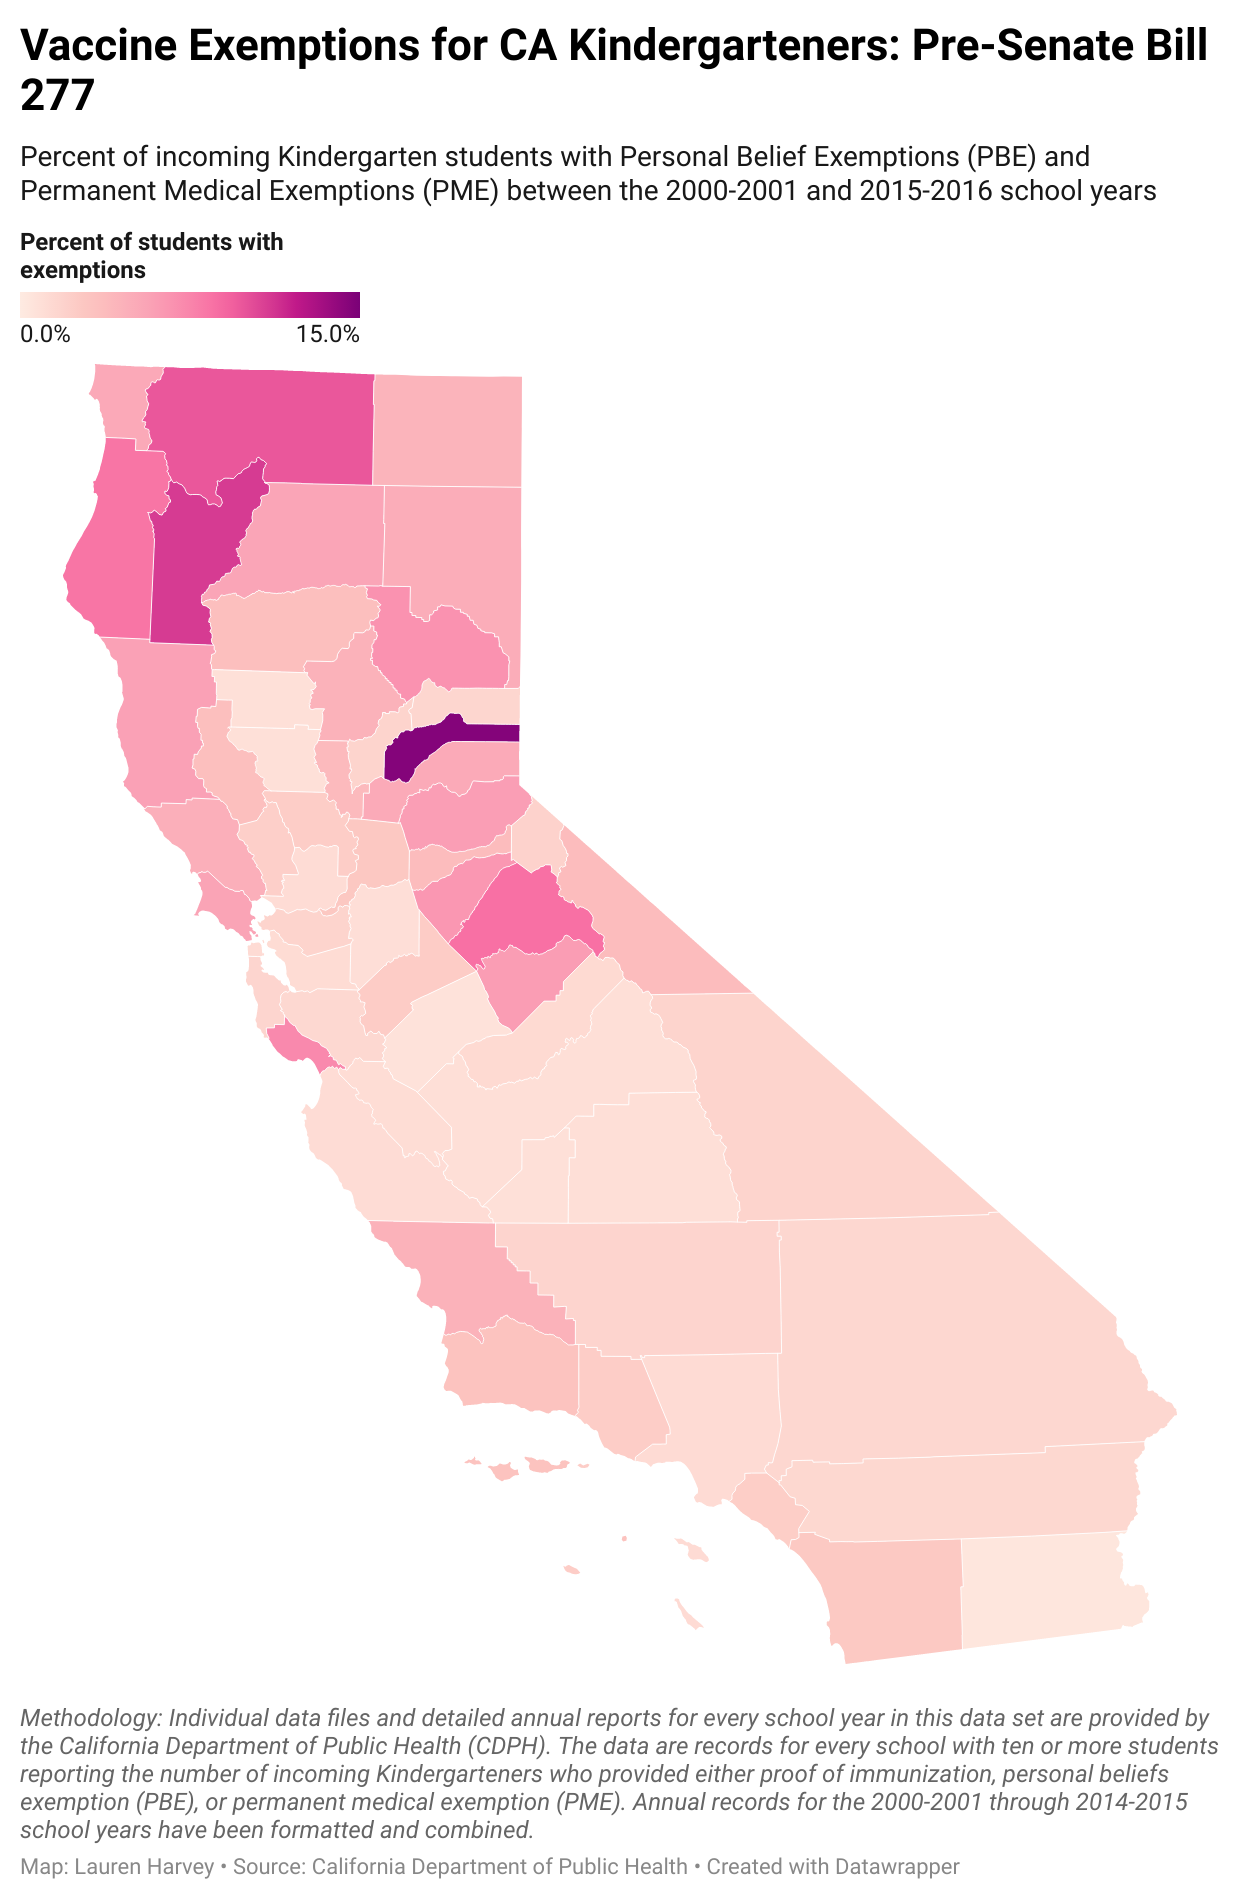 Vaccine Exemptions for CA Kindergarteners: Pre-Senate Bill
277
Percent of incoming Kindergarten students with Personal Belief Exemptions (PBE) and
Permanent Medical Exemptions (PME) between the 2000-2001 and 2015-2016 school years
Percent of students with
exemptions
0.0% 15.0%
Methodology: Individual data files and detailed annual reports for every school year in this data set are provided by
the California Department of Public Health (CDPH). The data are records for every school with ten or more students
reporting the number of incoming Kindergarteners who provided either proof of immunization, personal beliefs
exemption (PBE), or permanent medical exemption (PME). Annual records for the 2000-2001 through 2014-2015
school years have been formatted and combined.
Map: Lauren Harvey • Source: California Department of Public Health • Created with Datawrapper